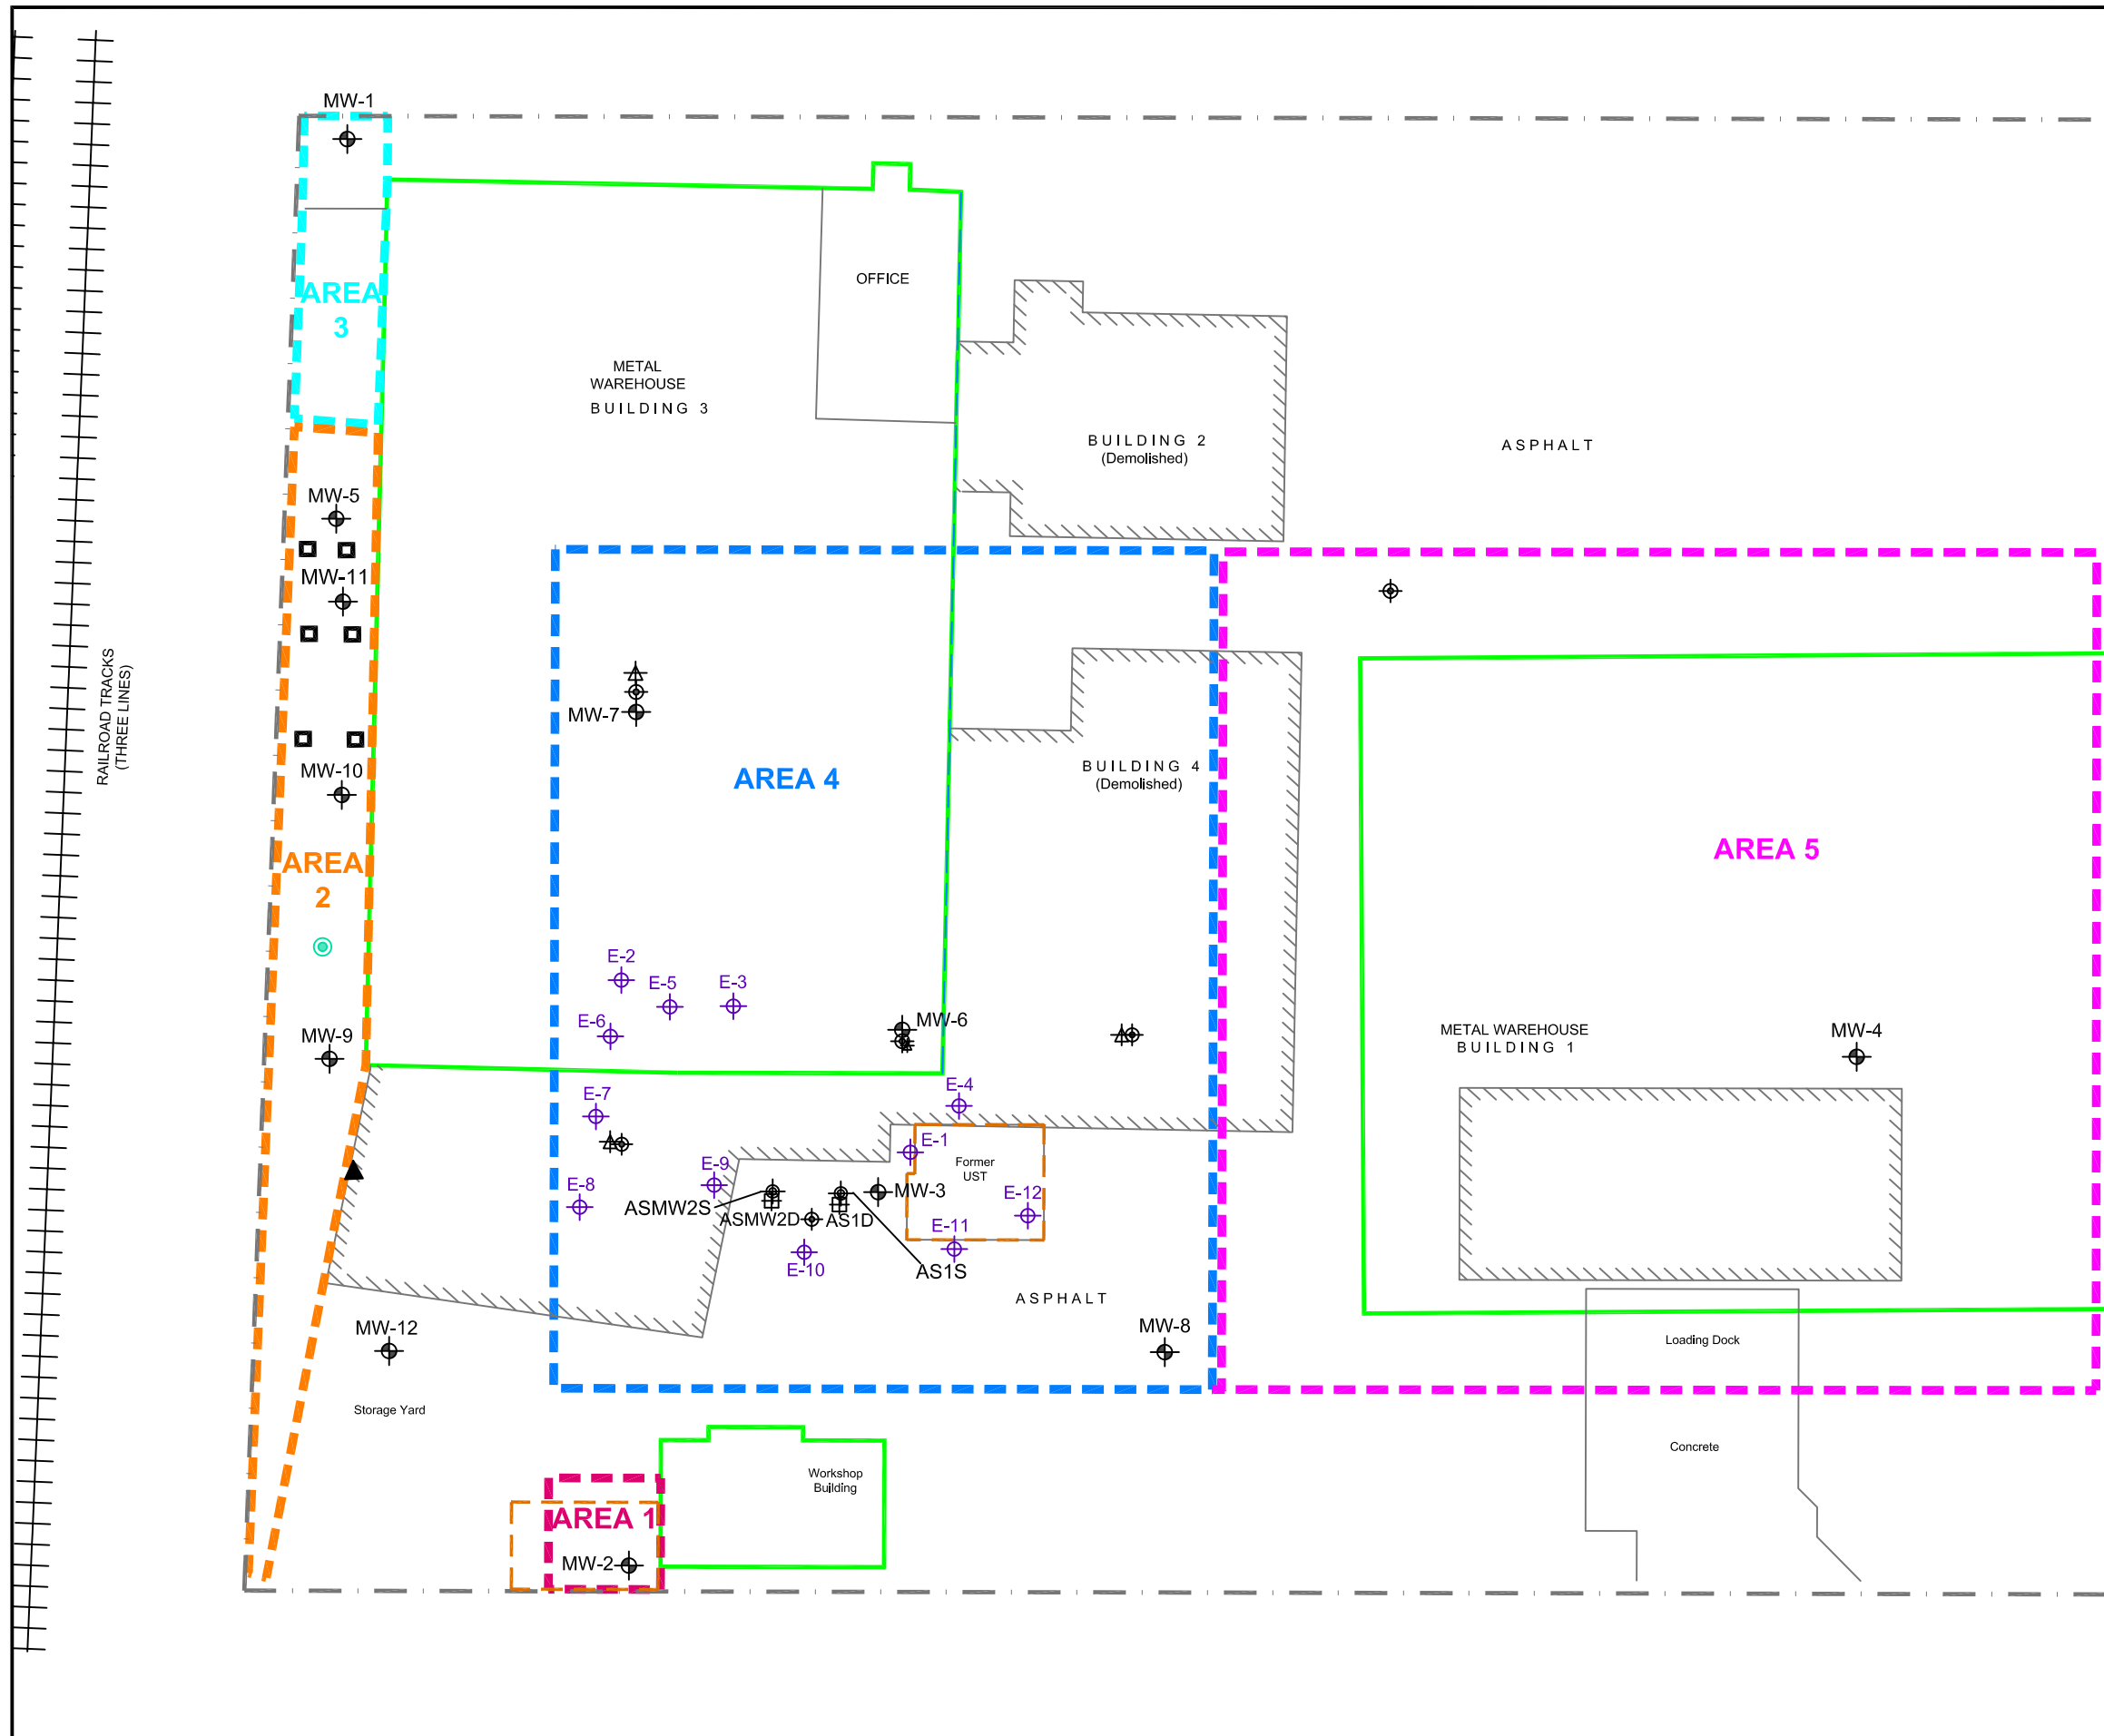 MW-1
AREA
3
OFFICE
METAL
WAREHOUSE
BUILDING 3
BUILDING 2
(Demolished)
ASPHALT
MW-5
MW-11
RAILROAD TRACKS
(THREE LINES)
MW-7
MW-10
AREA 4
BUILDING 4
(Demolished)
AREA 5
AREA
2
E-2
E-5
E-3
E-6
MW-6
MW-9
METAL WAREHOUSE
BUILDING 1
MW-4
E-7
E-4
E-1
Former
UST
E-9
E-8
ASMW2S
ASMW2D
AS1D
MW-3
E-12
E-11
E-10
AS1S
ASPHALT
MW-12
MW-8
Loading Dock
Storage Yard
Concrete
Workshop
Building
AREA 1
MW-2